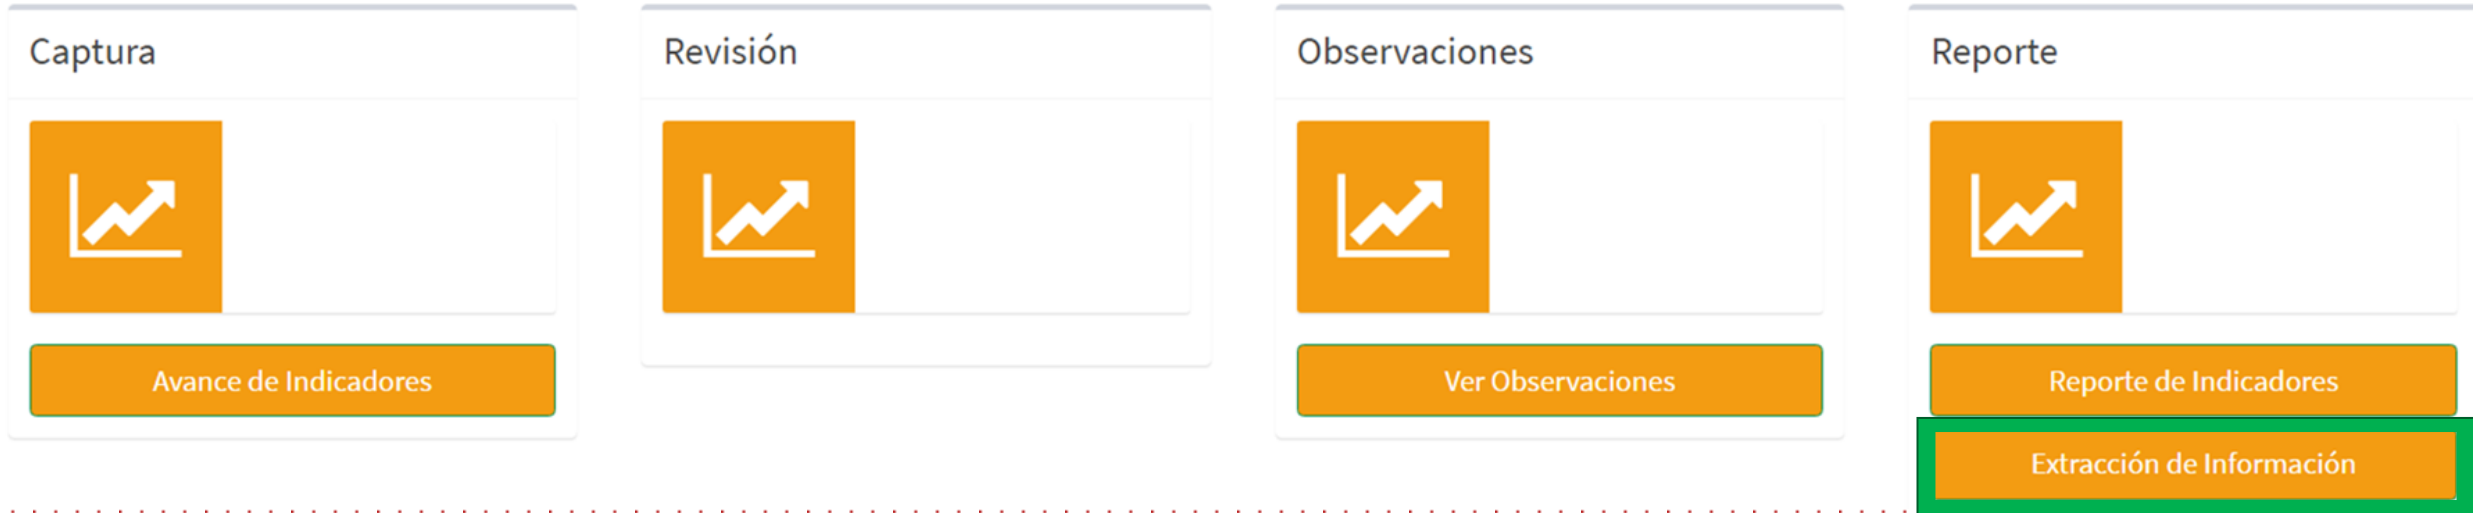 Captura
Avance de Indicadores
Revisión
Observaciones
Ver Observaciones
Reporte
Reporte de Indicadores
Extracción de Información